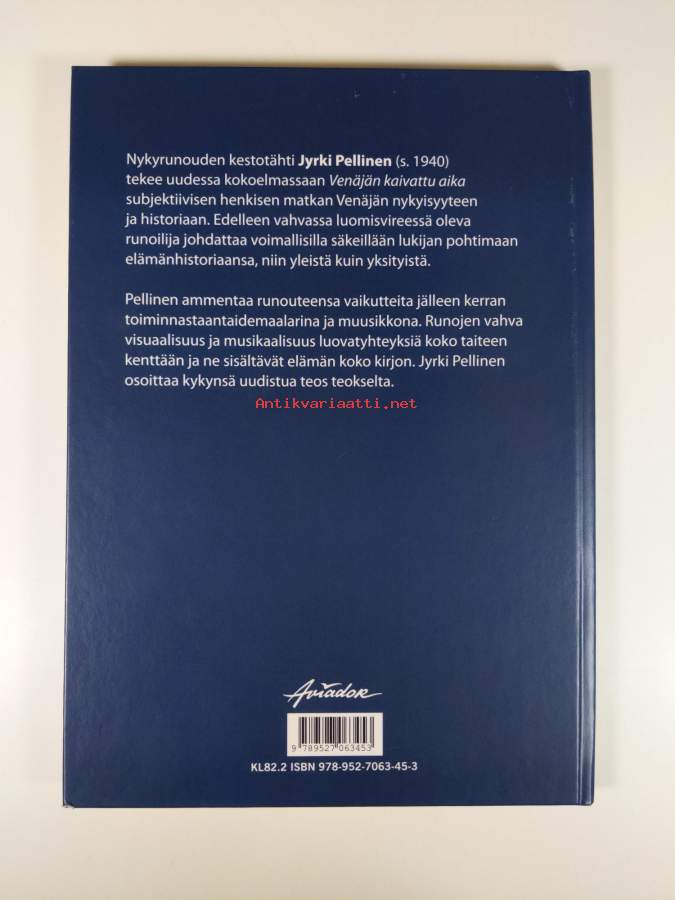 Nykyrunouden kestotähti Jyrki Pellinen (s. 1940)
tekee uudessa kokoelmassaan Venäjän kaivattu aika
subjektiivisen henkisen matkan Venäjän nykyisyyteen
ja historiaan. Edelleen vahvassa luomisvireessä oleva
runoilija johdattaa voimallisilla säkeillään lukijan pohtimaan
elämänhistoriaansa, niin yleistä kuin yksityistä.
Pellinen ammentaa runouteensa vaikutteita jälleen kerran
toiminnastaantaidemaalarina ja muusikkona. Runojen vahva
visuaalisuus ja musikaalisuus luovatyhteyksiä koko taiteen
kenttään ja ne sisältävät elämän koko kirjon. Jyrki Pellinen
osoittaa kykynsä uudistua teos teokselta.
Antikvariaatti.net
Aviador
9 789527 063453
KL82.2 ISBN 978-952-7063-45-3